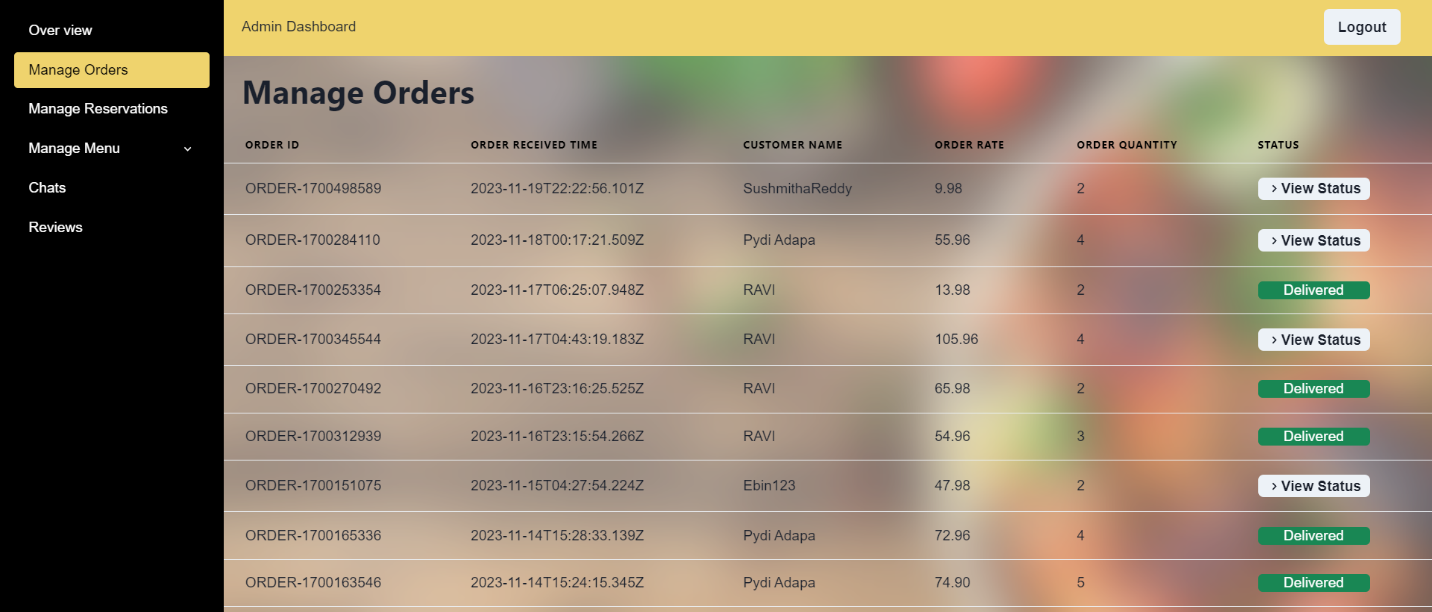 Over view
Manage Orders
Manage Reservations
Manage Menu
Chats
Reviews
Admin Dashboard
Logout
Manage Orders
ORDER ID ORDER RECEIVED TIME CUSTOMER NAME ORDER RATE ORDER QUANTITY STATUS
ORDER-1700498589 2023-11-19T22:22:56.101Z SushmithaReddy 9.98 2 > View Status
ORDER-1700284110 2023-11-18T00:17:21.509Z Pydi Adapa 55.96 4 > View Status
ORDER-1700253354 2023-11-17T06:25:07.948Z RAVI 13.98 2 Delivered
ORDER-1700345544 2023-11-17T04:43:19.183Z RAVI 105.96 4 > View Status
ORDER-1700270492 2023-11-16T23:16:25.525Z RAVI 65.98 2 Delivered
ORDER-1700312939 2023-11-16T23:15:54.266Z RAVI 54.96 3 Delivered
ORDER-1700151075 2023-11-15T04:27:54.224Z Ebin123 47.98 2 > View Status
ORDER-1700165336 2023-11-14T15:28:33.139Z Pydi Adapa 72.96 4 Delivered
ORDER-1700163546 2023-11-14T15:24:15.345Z Pydi Adapa 74.90 5 Delivered